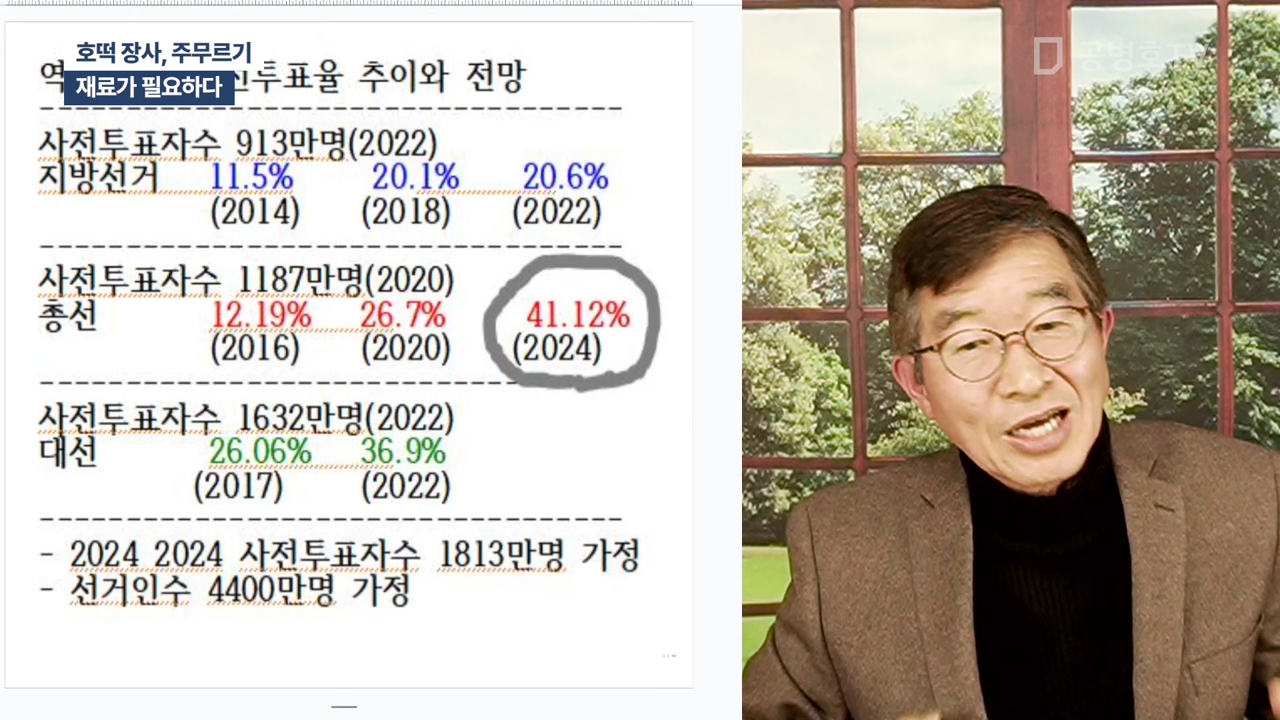 호떡 장사, 주무르기
재료가 필요하다
투표율 추이와 전망
사전투표자수 913만명(2022)
지방선거 11.5% 20.1% 20.6%
(2014) (2018) (2022)
사전투표자수 1187만명(2020)
총선 12.19% 26.7% 41.12%
(2016) (2020) (2024)
사전투표자수 1632만명(2022)
대선 26.06% 36.9%
(2017) (2022)
- 2024 2024 사전투표자수 1813만명 가정
- 선거인수 4400만명 가정
공병호TV